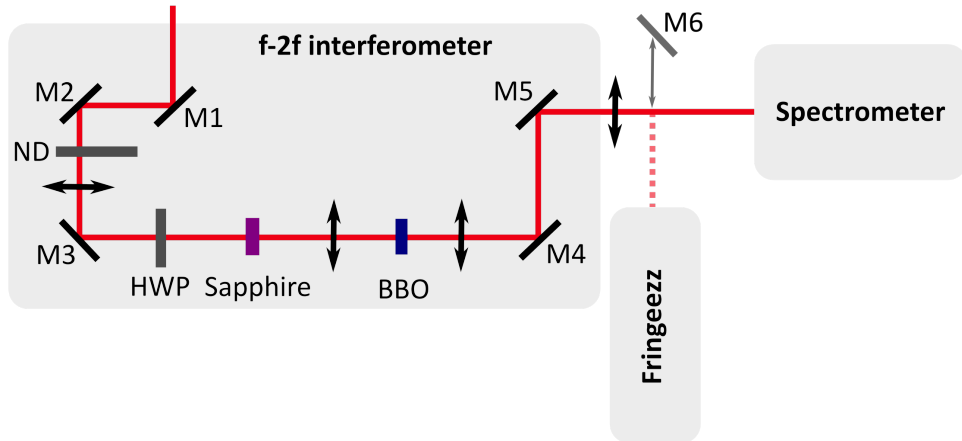 f-2f interferometer
M6
M2
M1
M5
Spectrometer
ND
M3
M4
HWP
Sapphire
BBO
Fringeezz